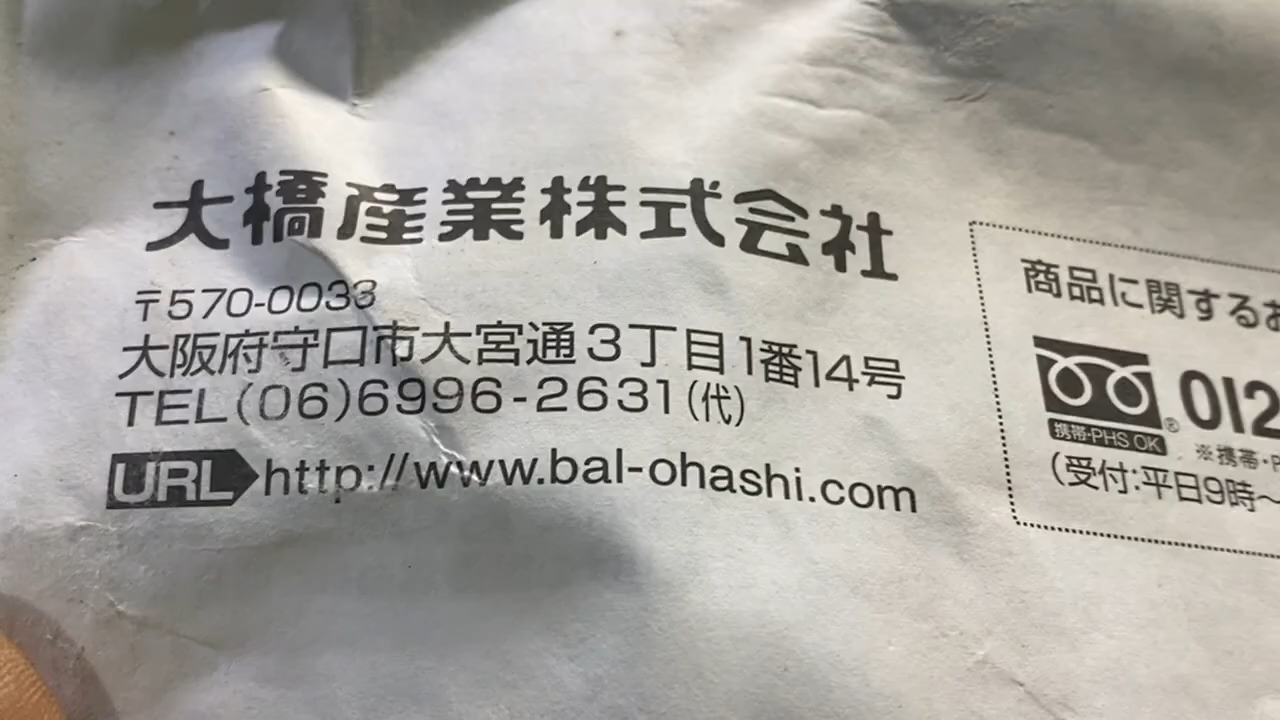 大橋産業株式会社
〒570-0033
大阪府守口市大宮通3丁目1番14号
TEL(06)6996-2631(代)
URL http://www.bal-ohashi.com
商品に関するお
012
携帯・PHS OK
※携帯・P
(受付:平日9時〜